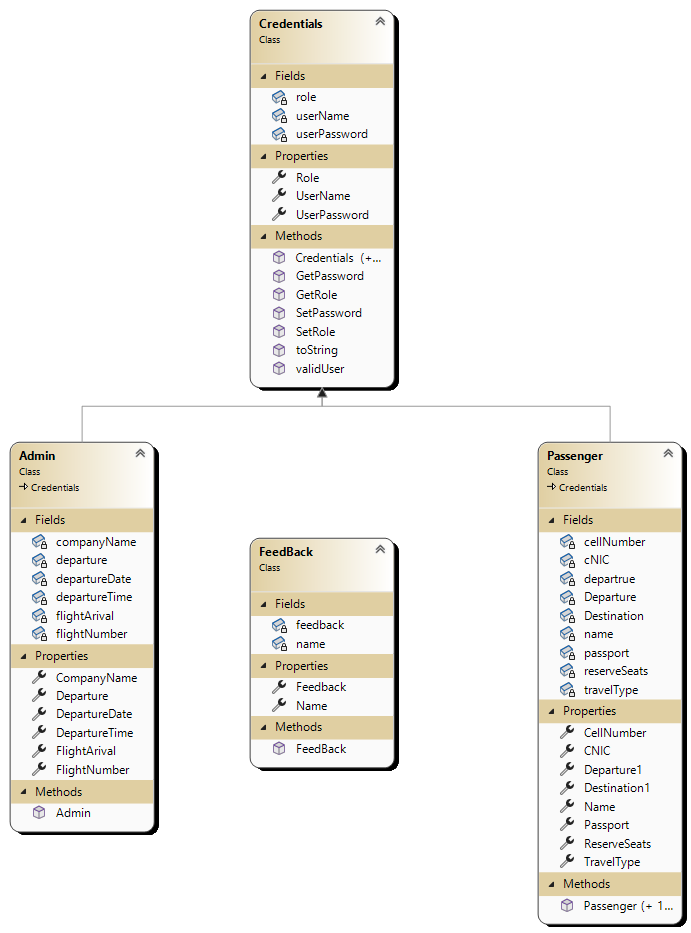 Credentials
Class
Fields
role
userName
userPassword
Properties
Role
UserName
UserPassword
Methods
Credentials (+...
GetPassword
GetRole
SetPassword
SetRole
toString
validUser
Admin
Class
Credentials
Fields
companyName
departure
departureDate
departureTime
flightArival
flightNumber
Properties
CompanyName
Departure
DepartureDate
DepartureTime
FlightArival
FlightNumber
Methods
Admin
FeedBack
Class
Fields
feedback
name
Properties
Feedback
Name
Methods
FeedBack
Passenger
Class
Credentials
Fields
cellNumber
cNIC
departrue
Departure
Destination
name
passport
reserveSeats
travelType
Properties
CellNumber
CNIC
Departure1
Destination1
Name
Passport
ReserveSeats
TravelType
Methods
Passenger (+ 1...